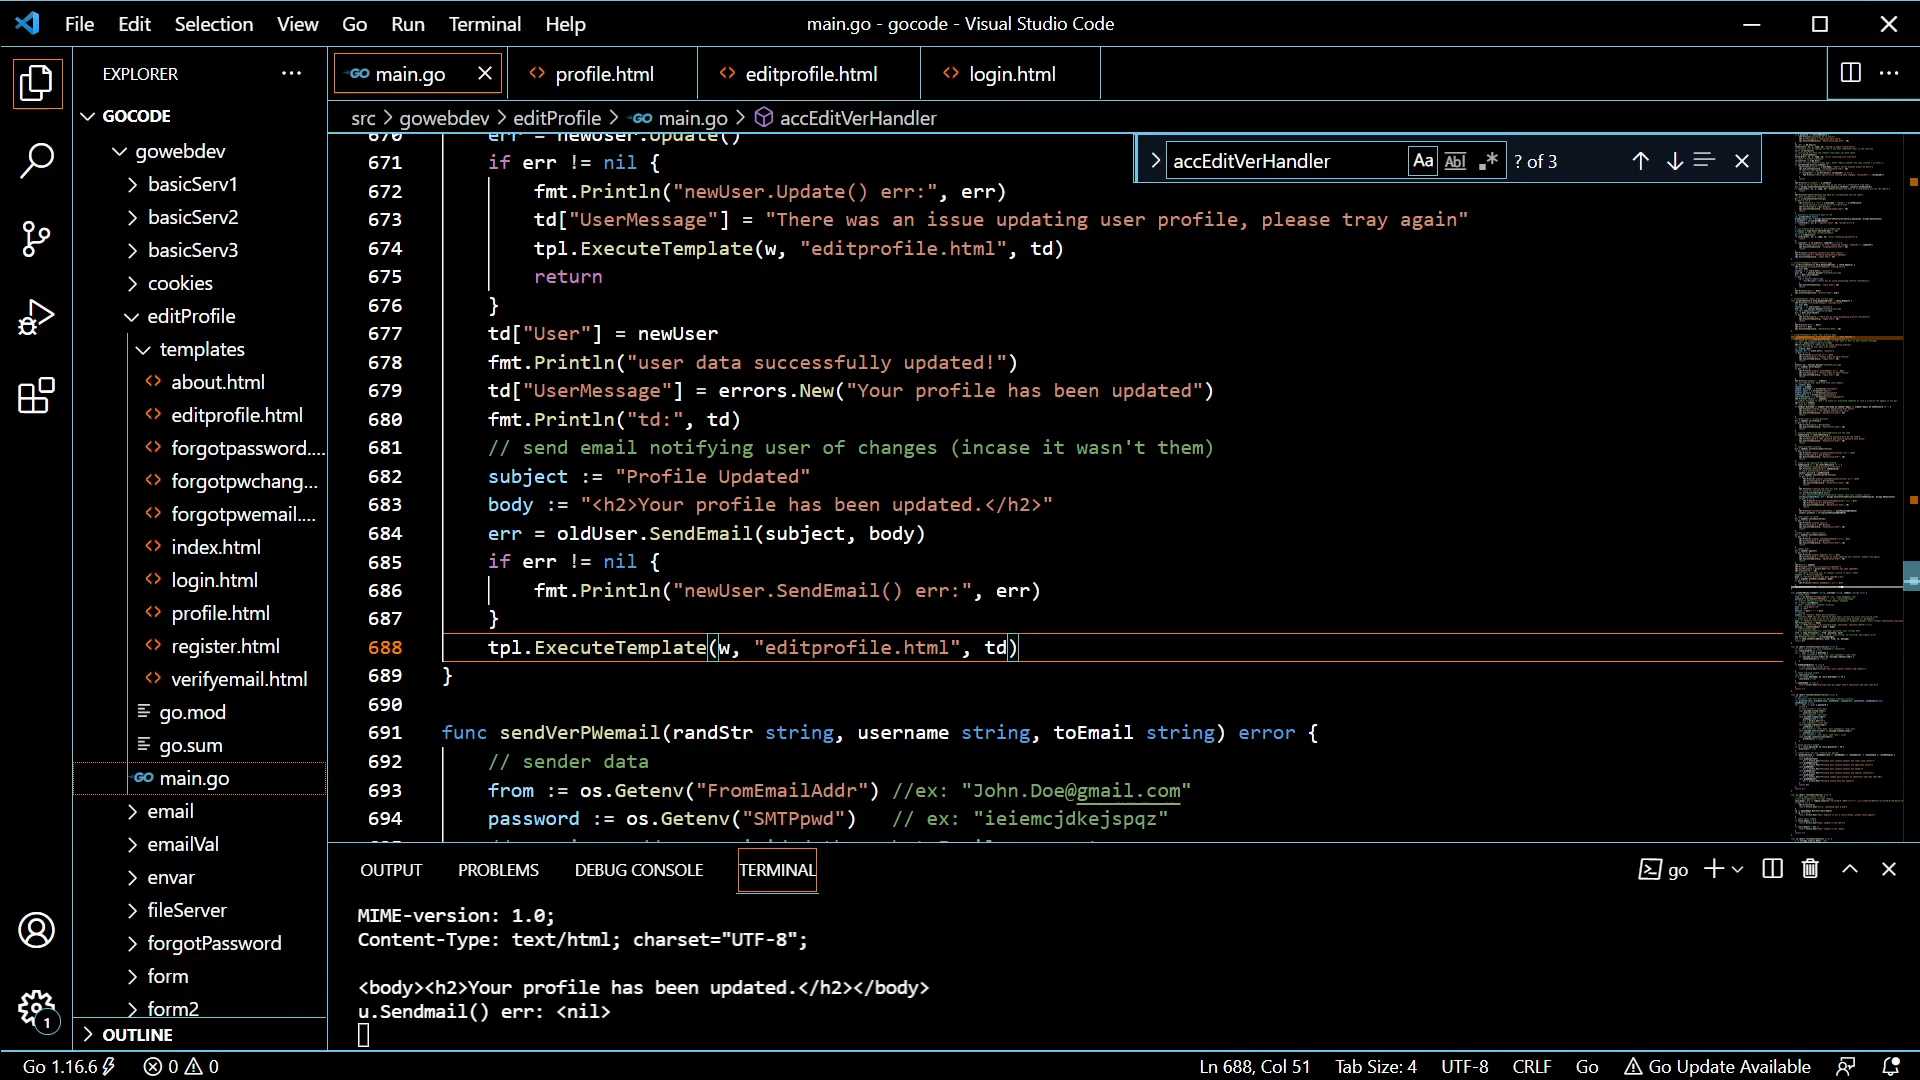 File Edit Selection View Go Run Terminal Help
main.go - gocode - Visual Studio Code
EXPLORER
GOCODE
gowebdev
basicServ1
basicServ2
basicServ3
cookies
editProfile
templates
about.html
editprofile.html
forgotpassword....
forgotpwchang...
forgotpwemail....
index.html
login.html
profile.html
register.html
verifyemail.html
go.mod
go.sum
GO main.go
email
emailVal
envar
fileServer
forgotPassword
form
form2
OUTLINE
GO main.go
profile.html
editprofile.html
login.html
src > gowebdev > editProfile > GO main.go > accEditVerHandler
accEditVerHandler Aa Abl .* ? of 3
670 err = newUser.Update()
671 if err != nil {
672 fmt.Println("newUser.Update() err:", err)
673 td["UserMessage"] = "There was an issue updating user profile, please tray again"
674 tpl.ExecuteTemplate(w, "editprofile.html", td)
675 return
676 }
677 td["User"] = newUser
678 fmt.Println("user data successfully updated!")
679 td["UserMessage"] = errors.New("Your profile has been updated")
680 fmt.Println("td:", td)
681 // send email notifying user of changes (incase it wasn't them)
682 subject := "Profile Updated"
683 body := "<h2>Your profile has been updated.</h2>"
684 err = oldUser.SendEmail(subject, body)
685 if err != nil {
686 fmt.Println("newUser.SendEmail() err:", err)
687 }
688 tpl.ExecuteTemplate(w, "editprofile.html", td)
689 }
690
691 func sendVerPWemail(randStr string, username string, toEmail string) error {
692 // sender data
693 from := os.Getenv("FromEmailAddr") //ex: "John.Doe@gmail.com"
694 password := os.Getenv("SMTPpwd") // ex: "ieiemcjdkejspqz"
OUTPUT PROBLEMS DEBUG CONSOLE TERMINAL
go
MIME-version: 1.0;
Content-Type: text/html; charset="UTF-8";
<body><h2>Your profile has been updated.</h2></body>
u.Sendmail() err: <nil>
1
Go 1.16.6 0 0
Ln 688, Col 51 Tab Size: 4 UTF-8 CRLF Go Go Update Available